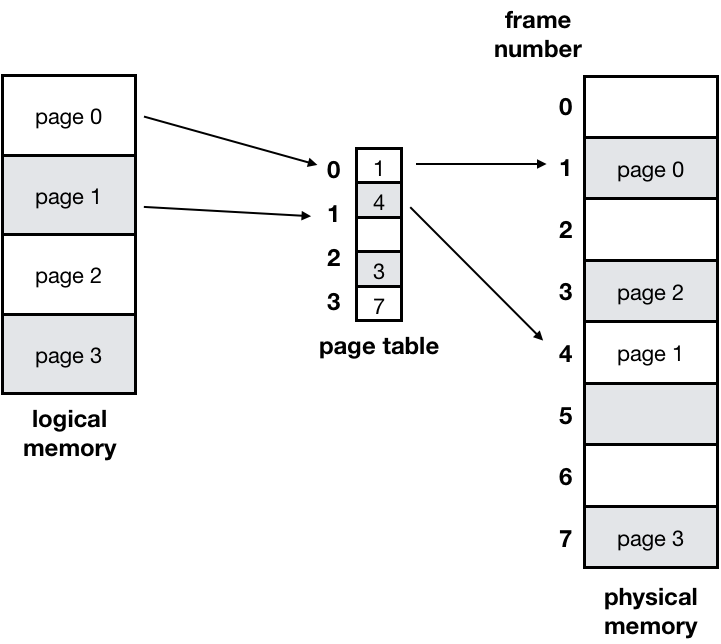 frame
number
page 0
page 1
page 2
page 3
logical
memory
0
1
2
3
1
4
3
7
page table
0
1
2
3
4
5
6
7
page 0
page 2
page 1
page 3
physical
memory